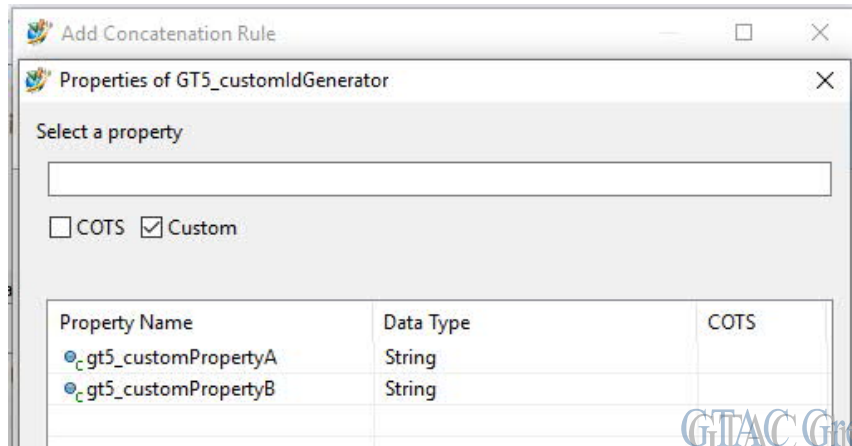 Add Concatenation Rule
Properties of GT5_customIdGenerator
Select a property
COTS Custom
Property Name Data Type COTS
gt5_customPropertyA String
gt5_customPropertyB String
GTAC